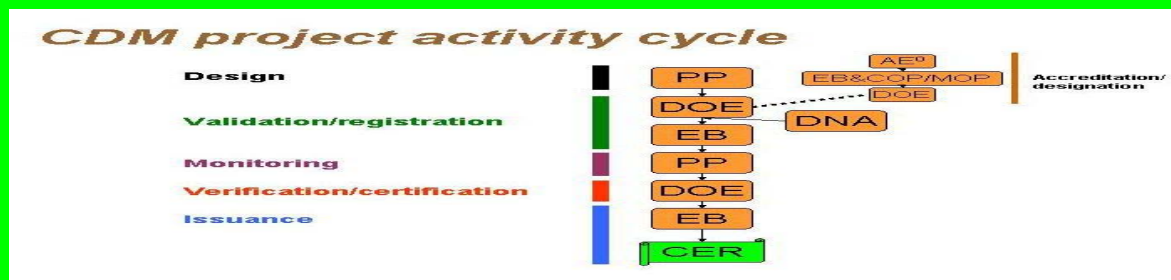 CDM project activity cycle
Design
Validation/registration
Monitoring
Verification/certification
Issuance
PP
DOE
EB
PP
DOE
EB
CER
DNA
EB&COP/MOP
DOE
Accreditation/
designation